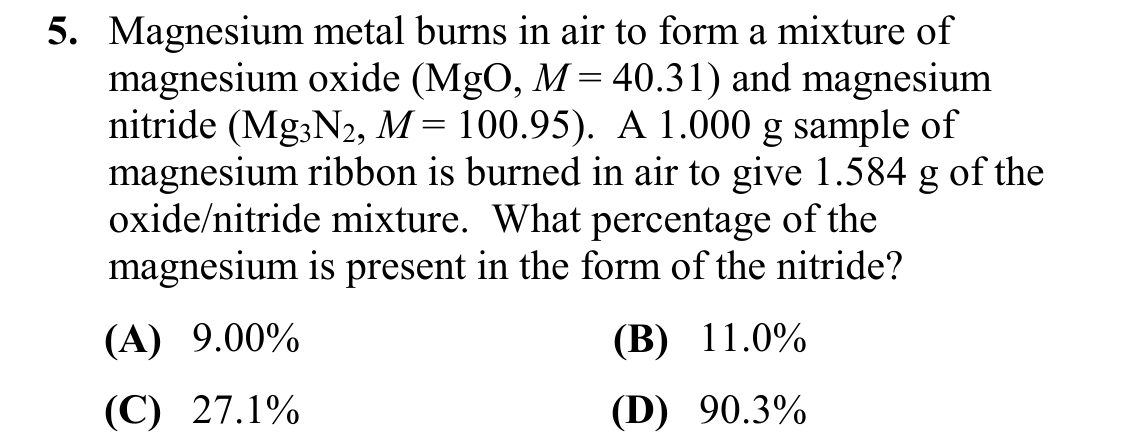 5. Magnesium metal burns in air to form a mixture of
magnesium oxide (MgO, M = 40.31) and magnesium
nitride (Mg₃N₂, M = 100.95). A 1.000 g sample of
magnesium ribbon is burned in air to give 1.584 g of the
oxide/nitride mixture. What percentage of the
magnesium is present in the form of the nitride?
(A) 9.00% (B) 11.0%
(C) 27.1% (D) 90.3%